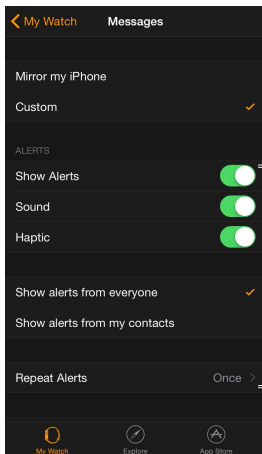 My Watch Messages
Mirror my iPhone
Custom
ALERTS
Show Alerts
Sound
Haptic
Show alerts from everyone
Show alerts from my contacts
Repeat Alerts Once
My Watch Explore App Store